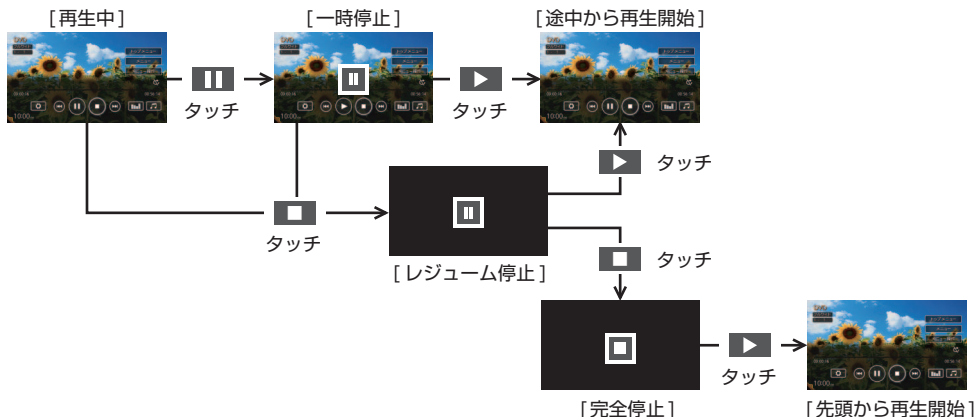 [再生中]
[一時停止]
[途中から再生開始]
タッチ
タッチ
タッチ
タッチ
[レジューム停止]
タッチ
タッチ
[完全停止]
[先頭から再生開始]